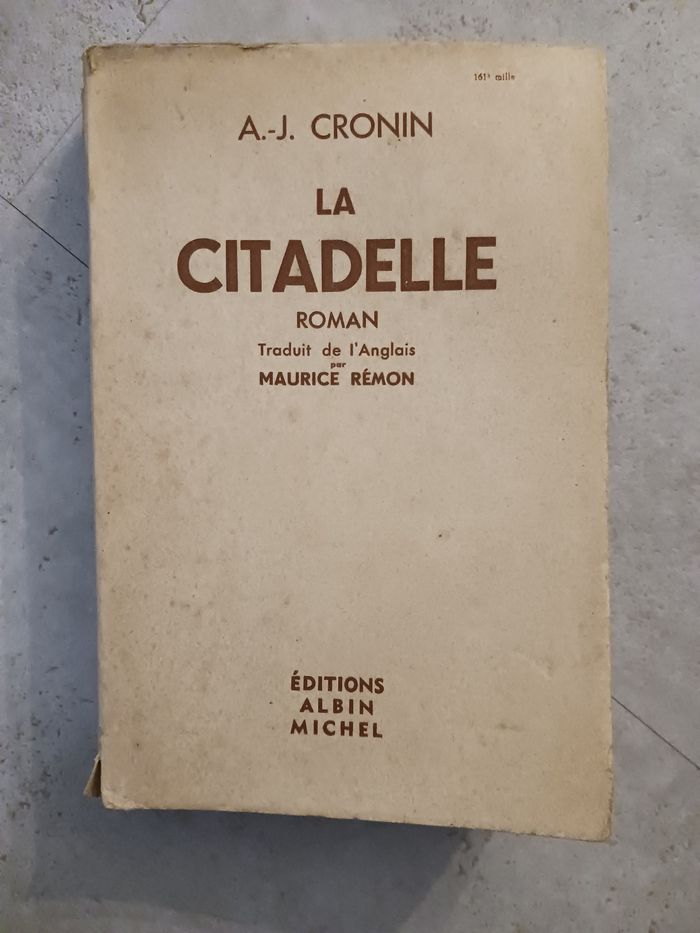 161e mille
A.-J. CRONIN
LA
CITADELLE
ROMAN
Traduit de l'Anglais
par
MAURICE RÉMON
ÉDITIONS
ALBIN
MICHEL